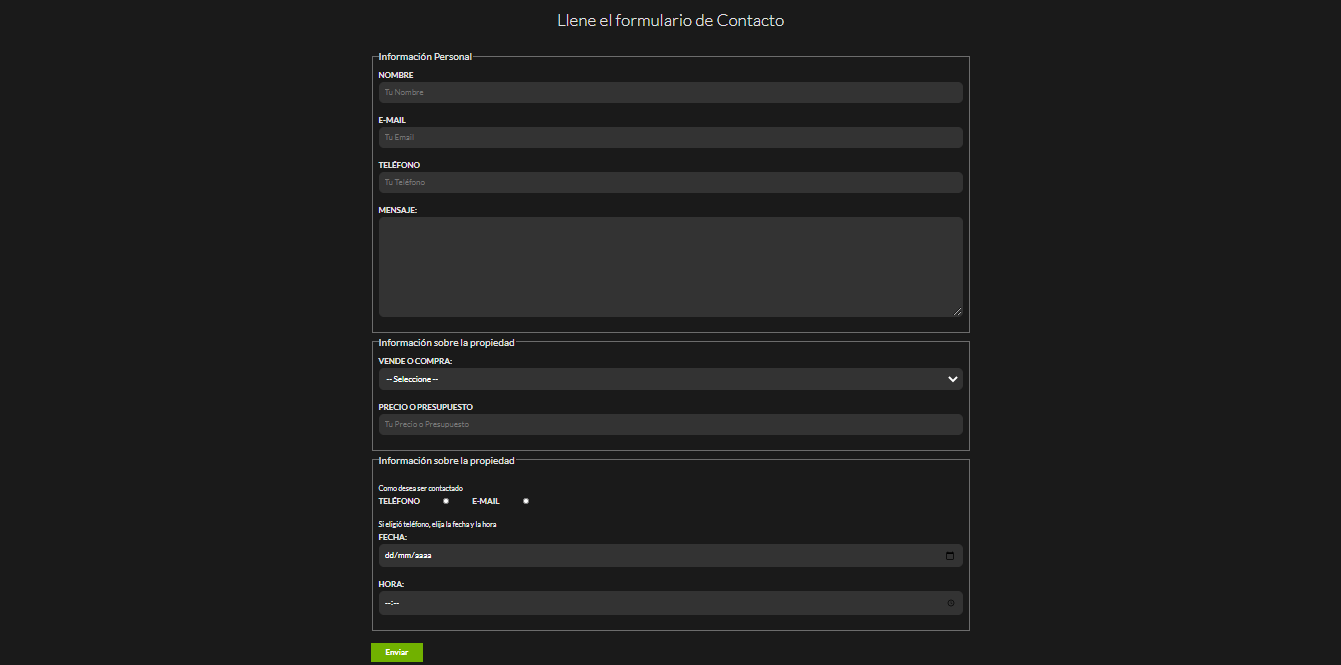 Llene el formulario de Contacto
Información Personal
NOMBRE
Tu Nombre
E-MAIL
Tu Email
TELÉFONO
Tu Teléfono
MENSAJE:
Información sobre la propiedad
VENDE O COMPRA:
-- Seleccione --
PRECIO O PRESUPUESTO
Tu Precio o Presupuesto
Información sobre la propiedad
Como desea ser contactado
TELÉFONO E-MAIL
Si eligió teléfono, elija la fecha y la hora
FECHA:
dd/mm/aaaa
HORA:
--:--
Enviar